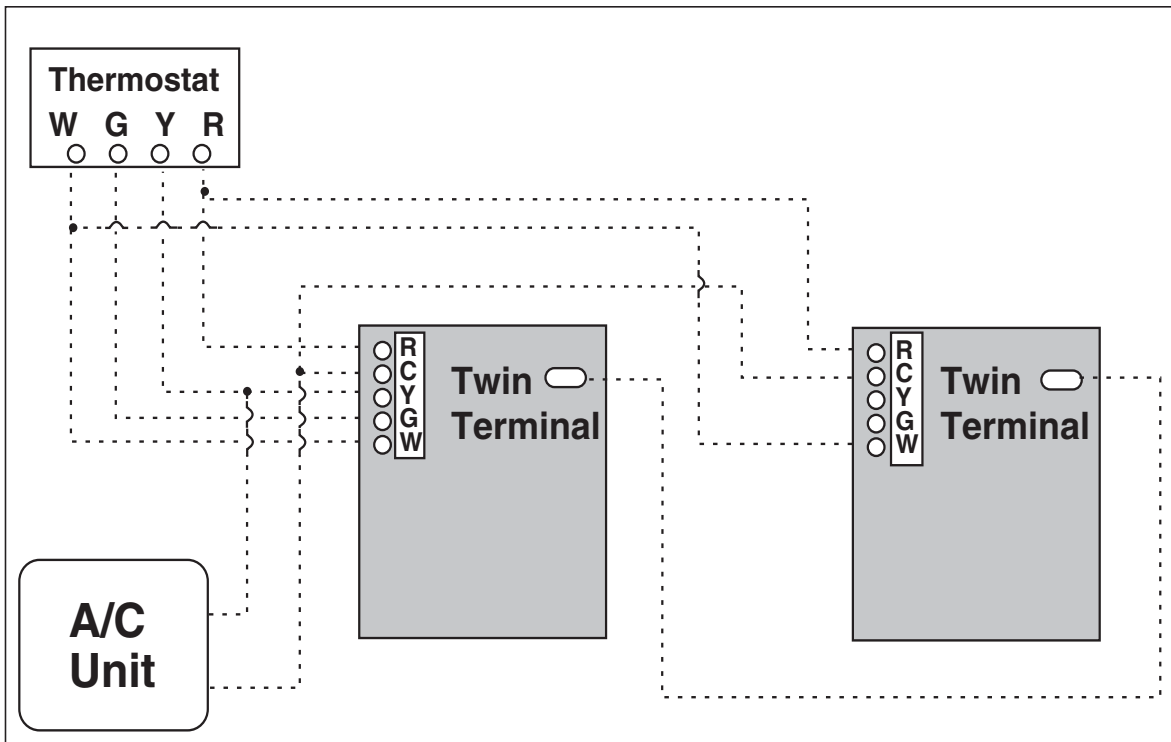 Thermostat
W G Y R
R
C
Y
G
W
Twin
Terminal
R
C
Y
G
W
Twin
Terminal
A/C
Unit